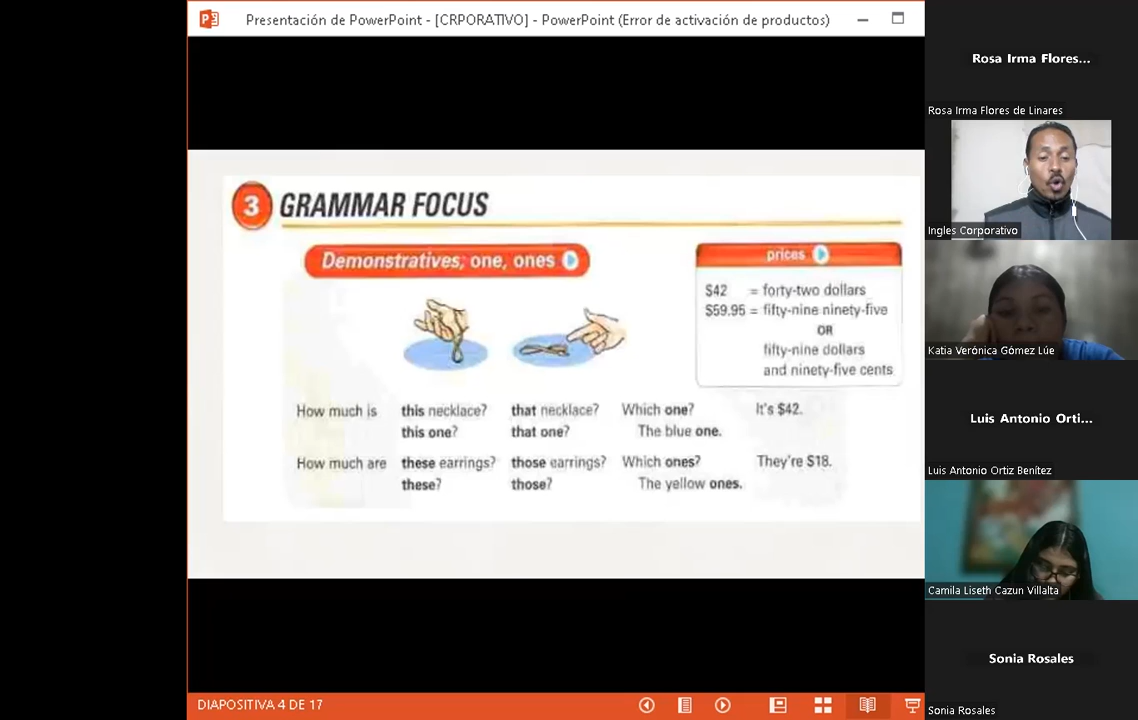 Presentación de PowerPoint - [CRPORATIVO] - PowerPoint (Error de activación de productos)
3 GRAMMAR FOCUS
Demonstratives; one, ones
prices
$42 = forty-two dollars
$59.95 = fifty-nine ninety-five
OR
fifty-nine dollars
and ninety-five cents
How much is this necklace? that necklace? Which one? It's $42.
this one? that one? The blue one.
How much are these earrings? those earrings? Which ones? They're $18.
these? those? The yellow ones.
DIAPOSITIVA 4 DE 17
Rosa Irma Flores...
Rosa Irma Flores de Linares
Ingles Corporativo
Katia Verónica Gómez Lúe
Luis Antonio Orti...
Luis Antonio Ortiz Benítez
Camila Liseth Cazun Villalta
Sonia Rosales
Sonia Rosales